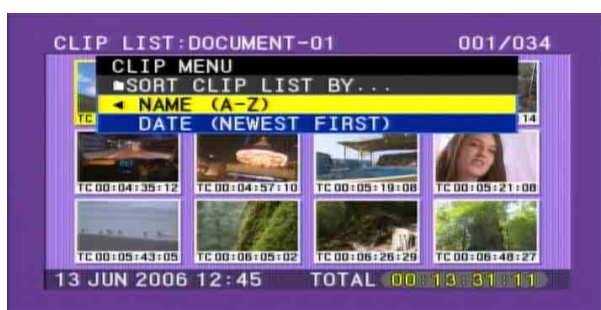 CLIP LIST:DOCUMENT-01 001/034
CLIP MENU
SORT CLIP LIST BY...
◄ NAME (A-Z)
DATE (NEWEST FIRST)
TC 14
TC 00:04:35:12 TC 00:04:57:10 TC 00:05:19:08 TC 00:05:21:08
TC 00:05:43:05 TC 00:06:05:02 TC 00:06:26:29 TC 00:06:48:27
13 JUN 2006 12:45 TOTAL 00:13:31:11